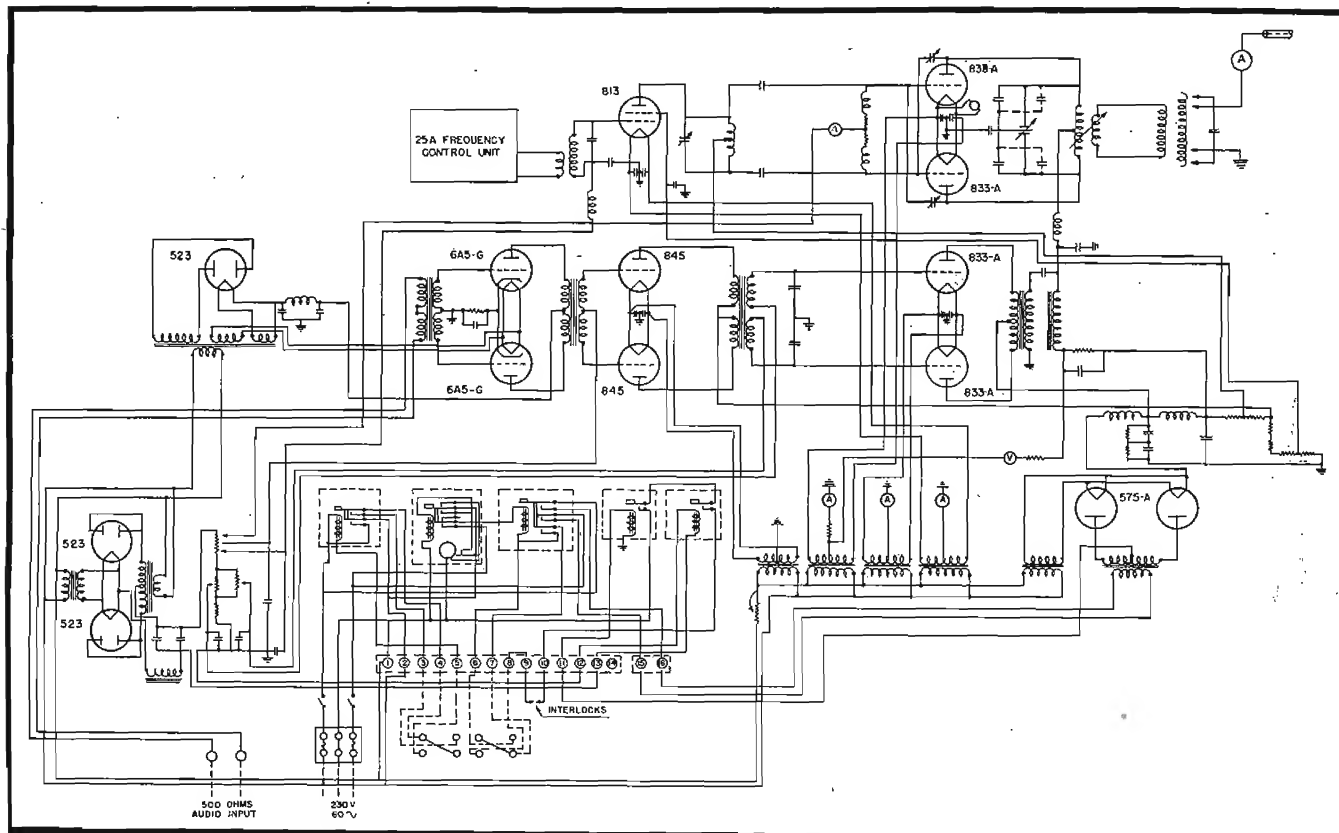 813
838-A
A
25A FREQUENCY
CONTROL UNIT
A
833-A
523
6A5-G
845
833-A
6A5-G
845
833-A
V
575-A
A
A
A
523
523
1 2 3 4 5 6 7 8 9 10 11 12 13 14 15 16
INTERLOCKS
500 OHMS
AUDIO INPUT
230 V
60∿